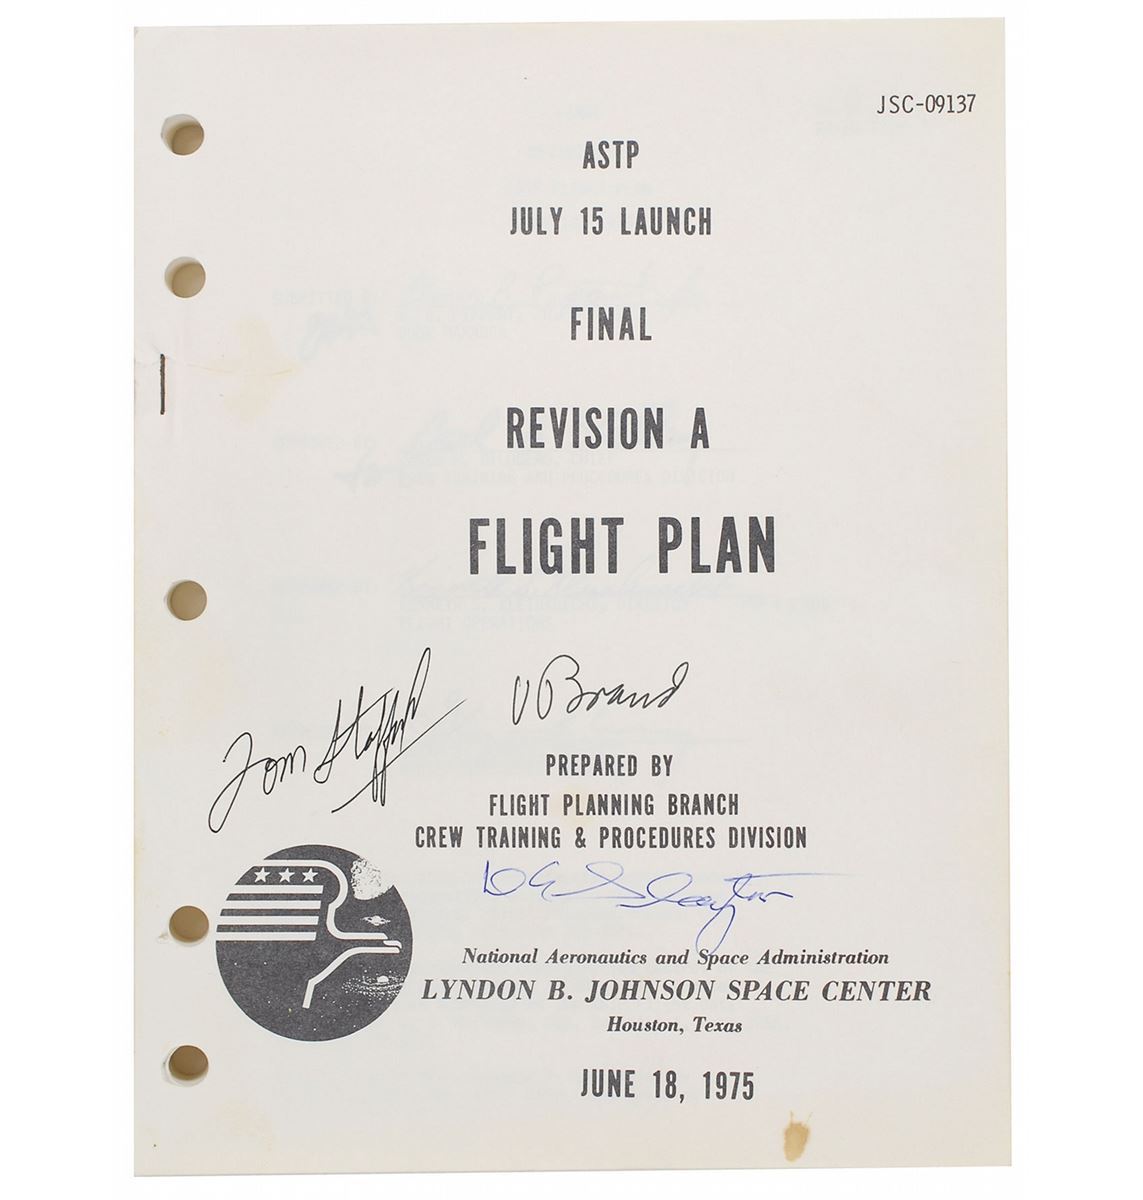 JSC-09137
ASTP
JULY 15 LAUNCH
FINAL
REVISION A
FLIGHT PLAN
Tom Stafford
V Brand
PREPARED BY
FLIGHT PLANNING BRANCH
CREW TRAINING & PROCEDURES DIVISION
D K Slayton
National Aeronautics and Space Administration
LYNDON B. JOHNSON SPACE CENTER
Houston, Texas
JUNE 18, 1975